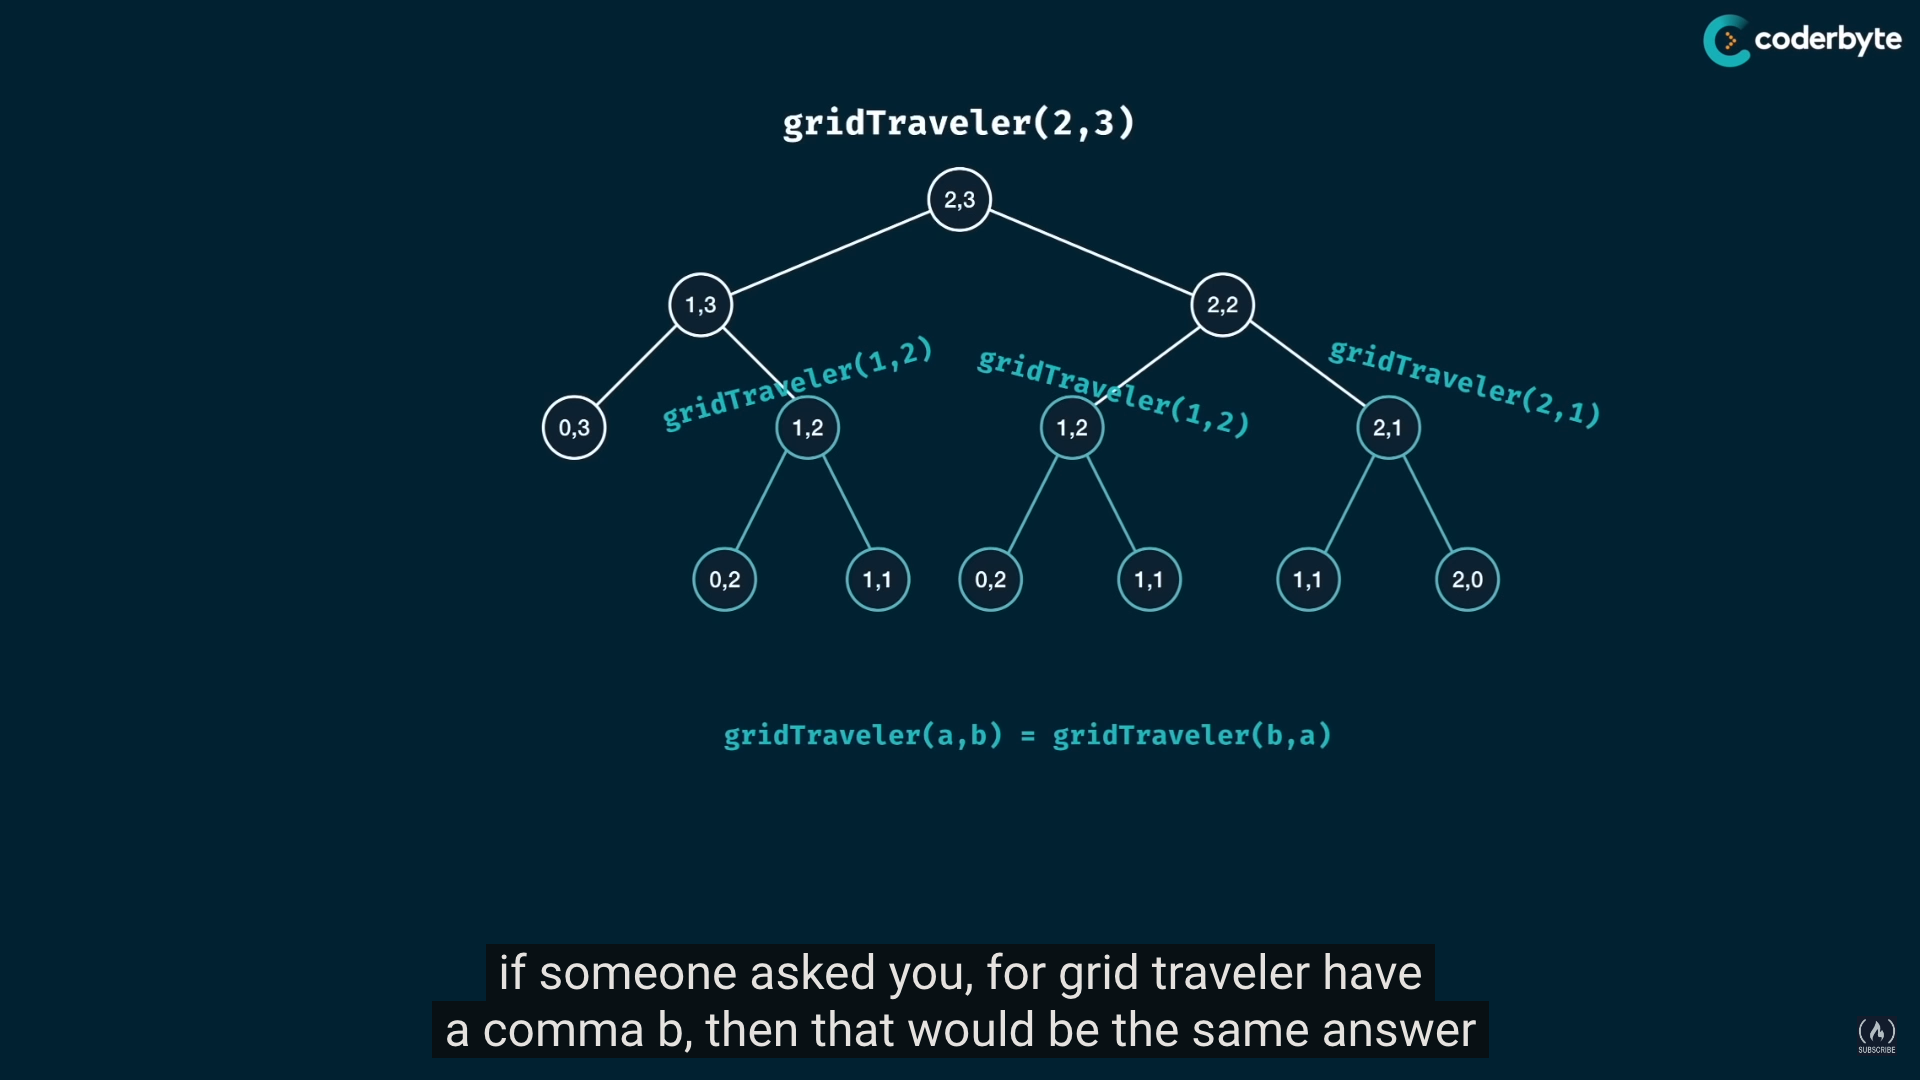 coderbyte
gridTraveler(2,3)
2,3
1,3
2,2
gridTraveler(1,2)
gridTraveler(1,2)
gridTraveler(2,1)
0,3
1,2
1,2
2,1
0,2
1,1
0,2
1,1
1,1
2,0
gridTraveler(a,b) = gridTraveler(b,a)
if someone asked you, for grid traveler have
a comma b, then that would be the same answer
SUBSCRIBE